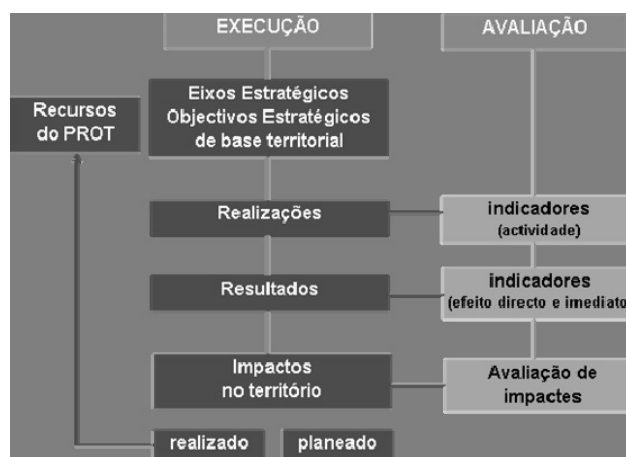 EXECUÇÃO
AVALIAÇÃO
Eixos Estratégicos
Objectivos Estratégicos
de base territorial
Recursos
do PROT
Realizações
indicadores
(actividade)
Resultados
indicadores
(efeito directo e imediato
Impactos
no território
Avaliação de
impactes
realizado
planeado